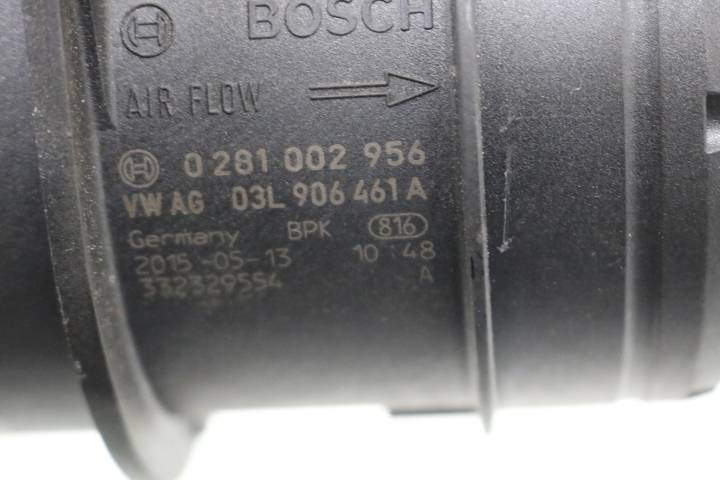 BOSCH
AIR FLOW
0 281 002 956
VW AG 03L 906 461 A
Germany BPK 816
2015-05-13 10:48
332329554 A